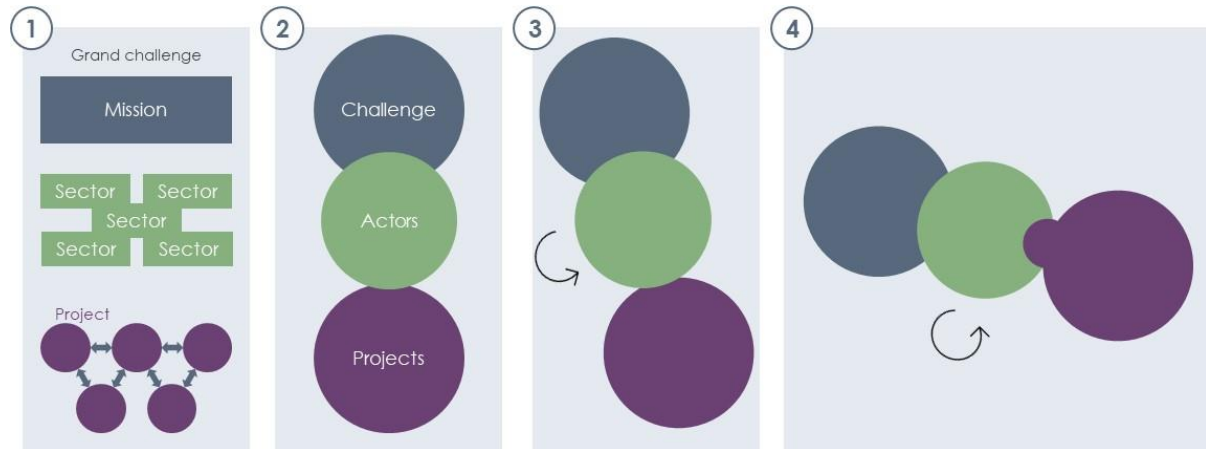 1
Grand challenge
Mission
Sector Sector
Sector
Sector Sector
Project
2
Challenge
Actors
Projects
3
4